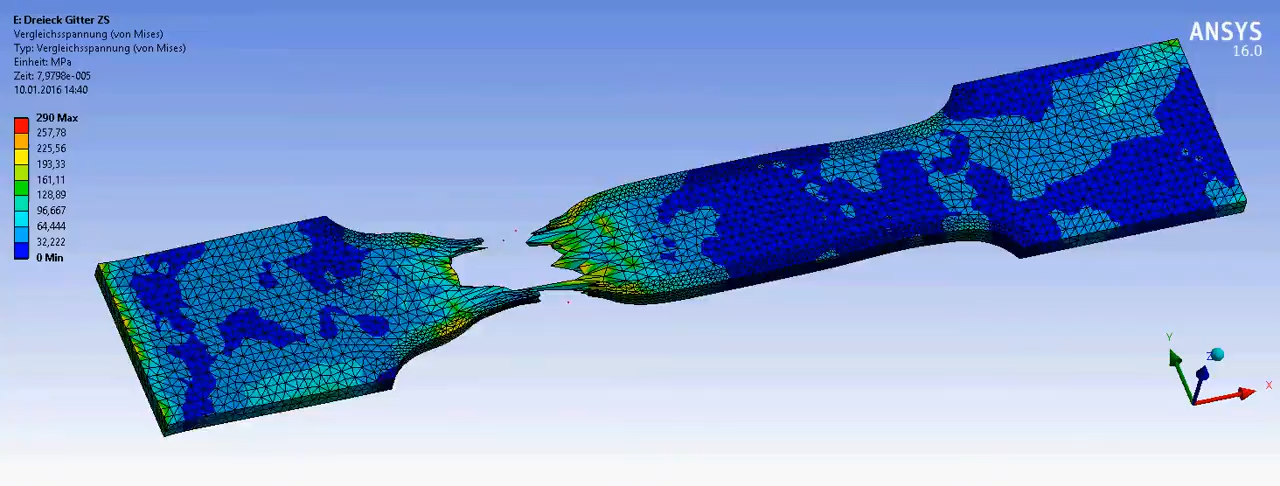 E: Dreieck Gitter ZS
Vergleichsspannung (von Mises)
Typ: Vergleichsspannung (von Mises)
Einheit: MPa
Zeit: 7,9798e-005
10.01.2016 14:40
290 Max
257,78
225,56
193,33
161,11
128,89
96,667
64,444
32,222
0 Min
ANSYS
16.0
Y
Z
X